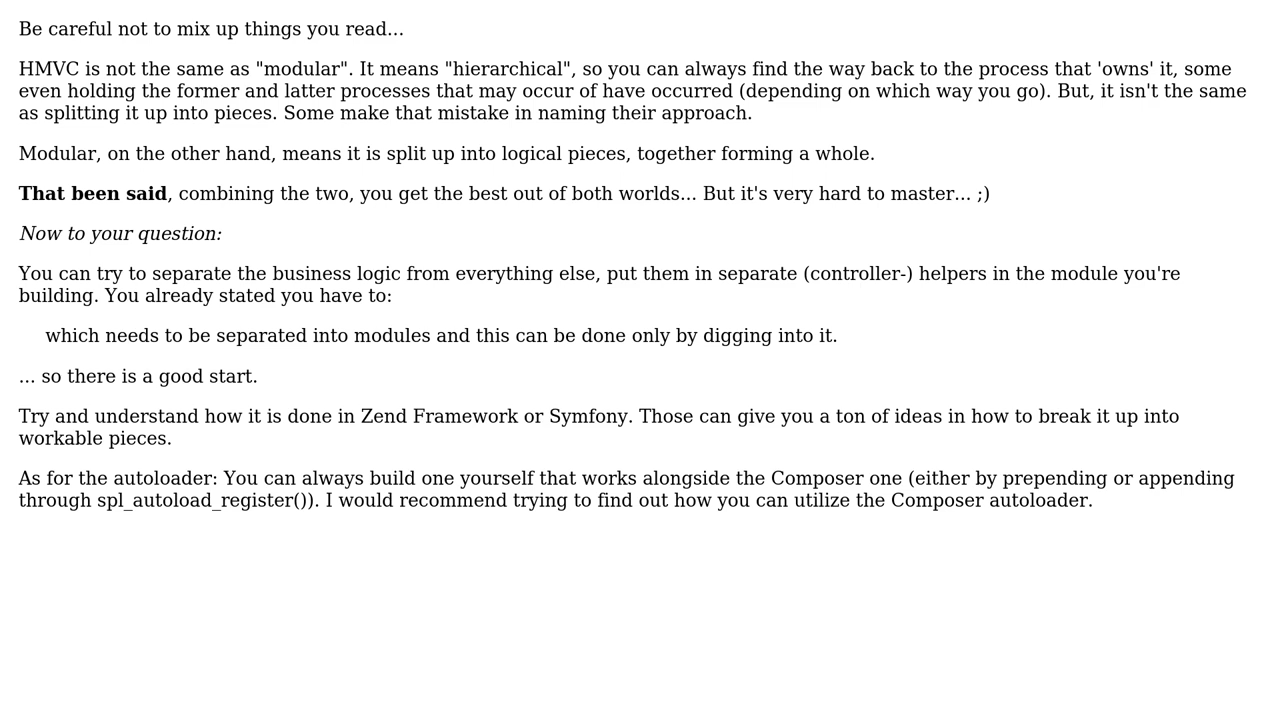 Be careful not to mix up things you read...
HMVC is not the same as "modular". It means "hierarchical", so you can always find the way back to the process that 'owns' it, some
even holding the former and latter processes that may occur of have occurred (depending on which way you go). But, it isn't the same
as splitting it up into pieces. Some make that mistake in naming their approach.
Modular, on the other hand, means it is split up into logical pieces, together forming a whole.
That been said, combining the two, you get the best out of both worlds... But it's very hard to master... ;)
Now to your question:
You can try to separate the business logic from everything else, put them in separate (controller-) helpers in the module you're
building. You already stated you have to:
which needs to be separated into modules and this can be done only by digging into it.
... so there is a good start.
Try and understand how it is done in Zend Framework or Symfony. Those can give you a ton of ideas in how to break it up into
workable pieces.
As for the autoloader: You can always build one yourself that works alongside the Composer one (either by prepending or appending
through spl_autoload_register()). I would recommend trying to find out how you can utilize the Composer autoloader.